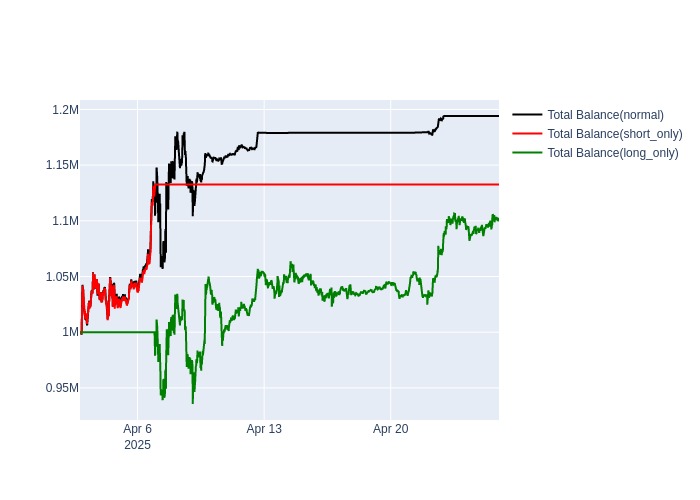 1.2M
1.15M
1.1M
1.05M
1M
0.95M
Apr 6
2025
Apr 13
Apr 20
Total Balance(normal)
Total Balance(short_only)
Total Balance(long_only)